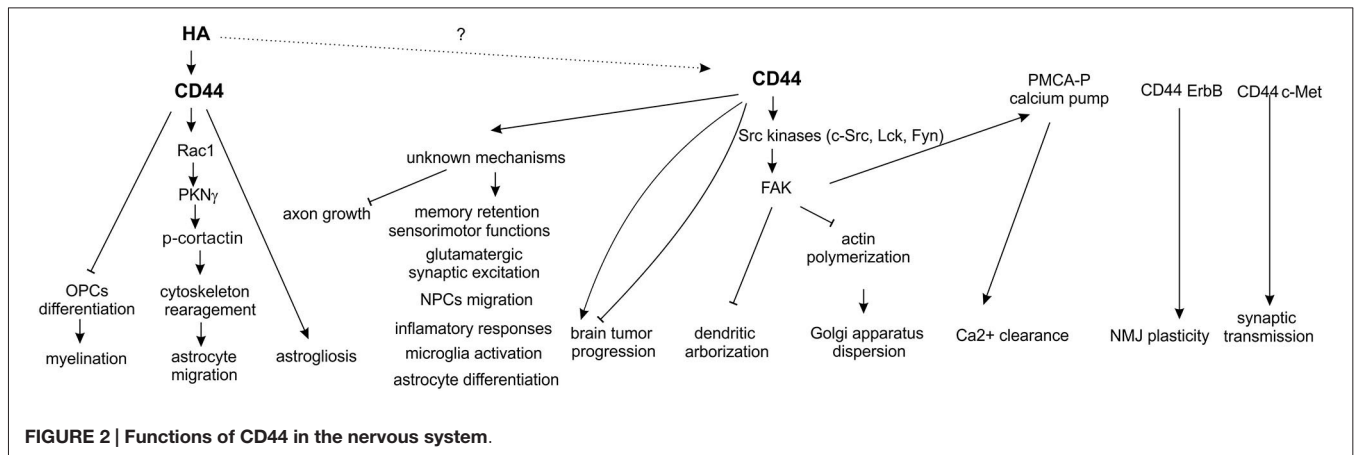 HA
?
CD44
CD44
PMCA-P
calcium pump
CD44 ErbB
CD44 c-Met
Rac1
unknown mechanisms
Src kinases (c-Src, Lck, Fyn)
PKNγ
FAK
axon growth
memory retention
sensorimotor functions
p-cortactin
actin
polymerization
glutamatergic
synaptic excitation
OPCs
differentiation
cytoskeleton
rearagement
NPCs migration
inflamatory responses
brain tumor
progression
dendritic
arborization
Golgi apparatus
dispersion
Ca2+ clearance
NMJ plasticity
synaptic
transmission
myelination
astrocyte
migration
astrogliosis
microglia activation
astrocyte differentiation
FIGURE 2 | Functions of CD44 in the nervous system.